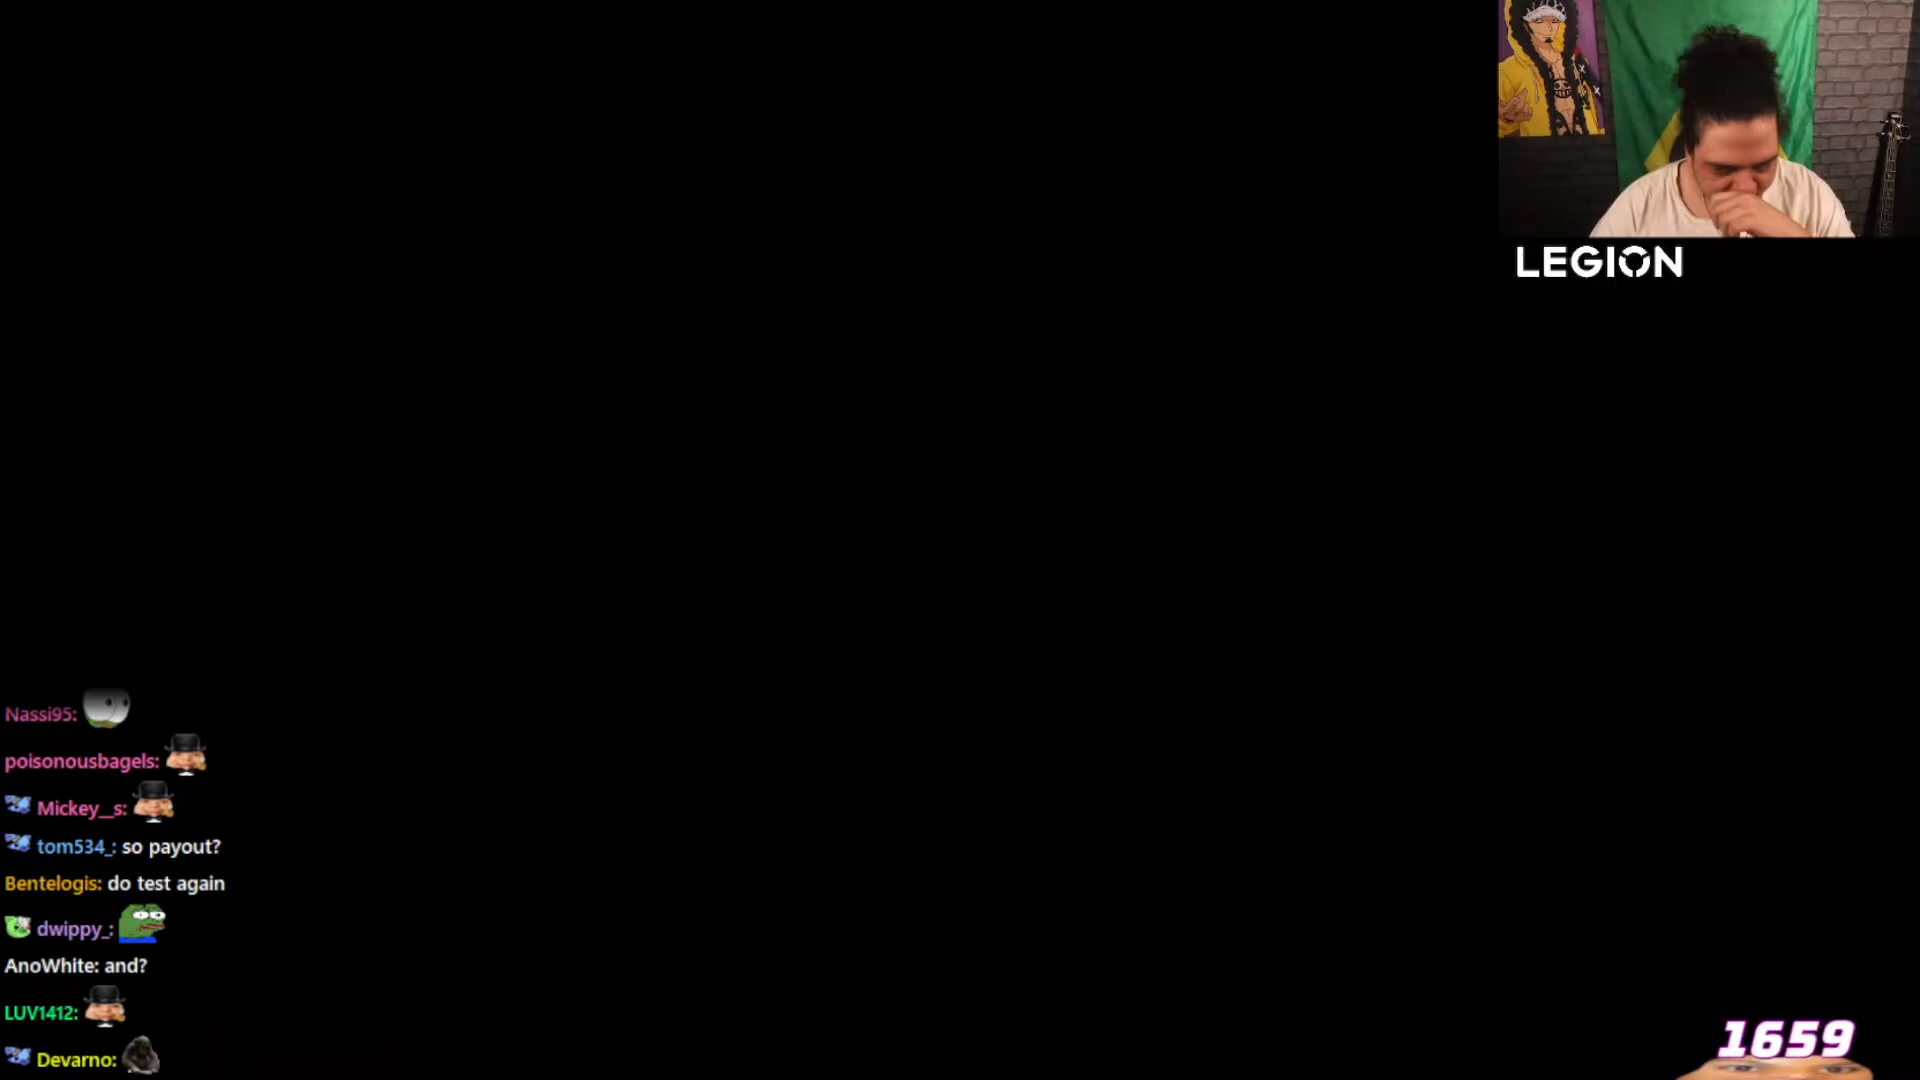 LEGION
Nassi95:
poisonousbagels:
Mickey__s:
tom534_: so payout?
Bentelogis: do test again
dwippy_:
AnoWhite: and?
LUV1412:
Devarno:
1659